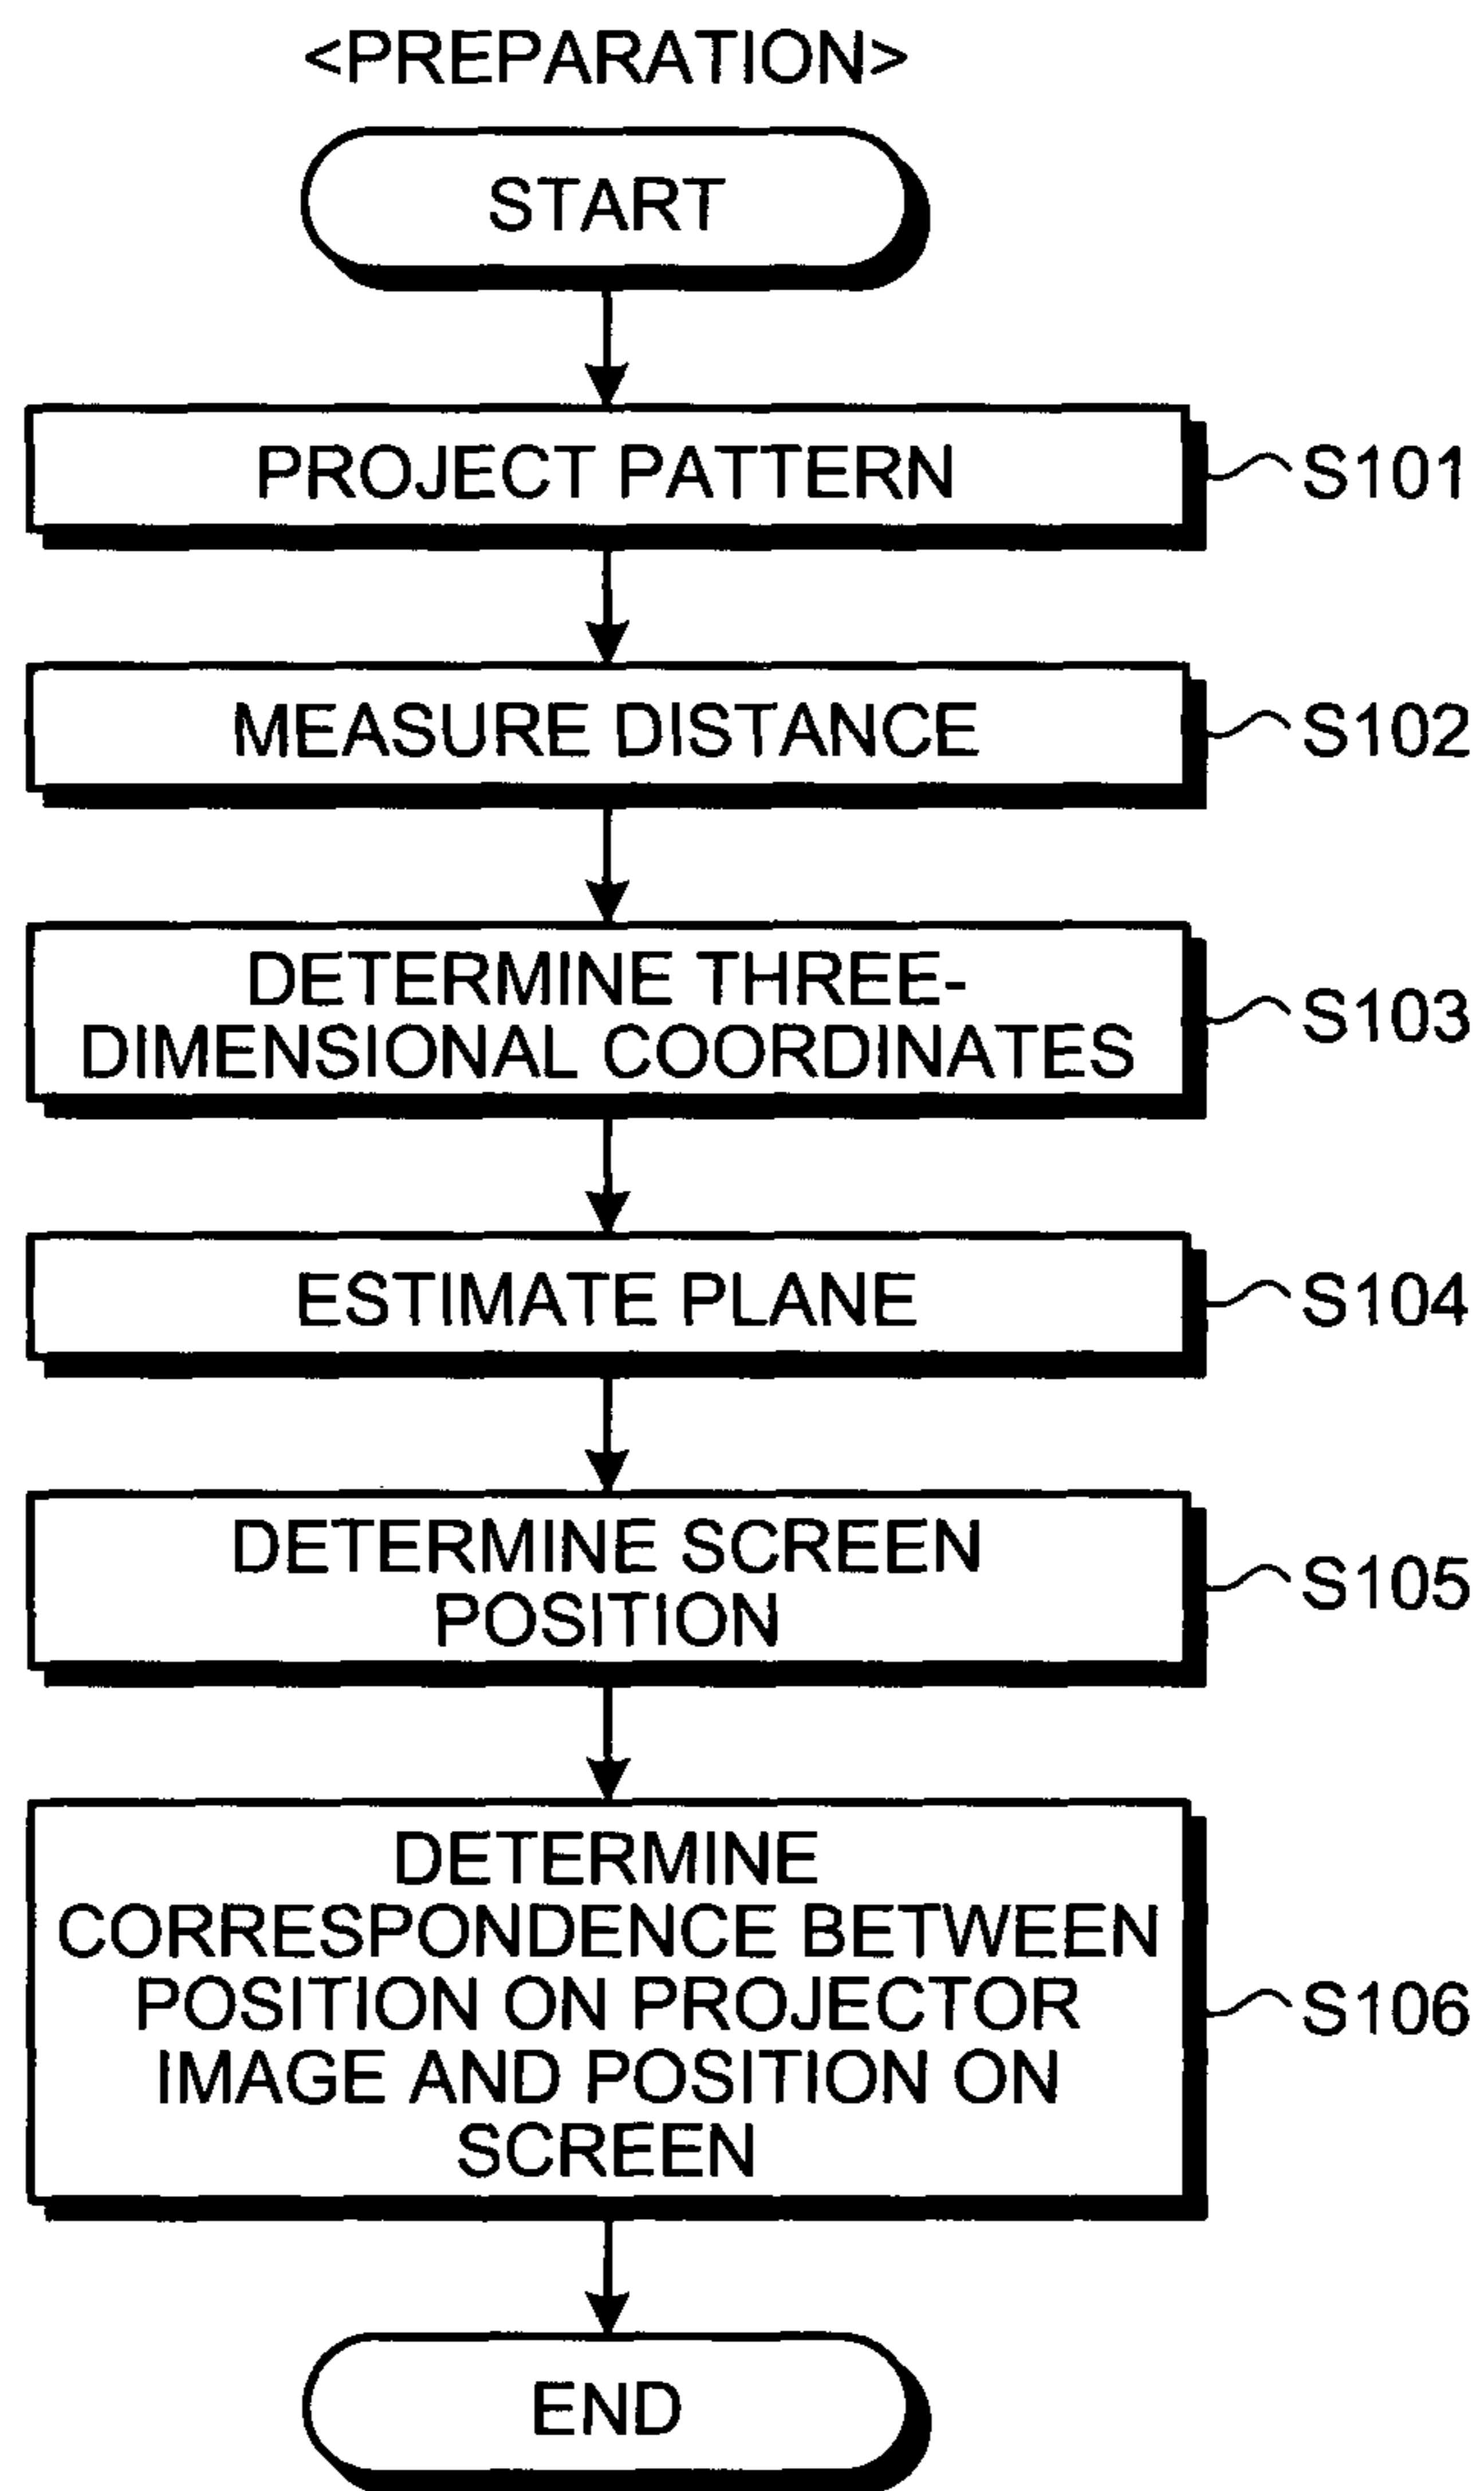 <PREPARATION>
START
PROJECT PATTERN
S101
MEASURE DISTANCE
S102
DETERMINE THREE-
DIMENSIONAL COORDINATES
S103
ESTIMATE PLANE
S104
DETERMINE SCREEN
POSITION
S105
DETERMINE
CORRESPONDENCE BETWEEN
POSITION ON PROJECTOR
IMAGE AND POSITION ON
SCREEN
S106
END